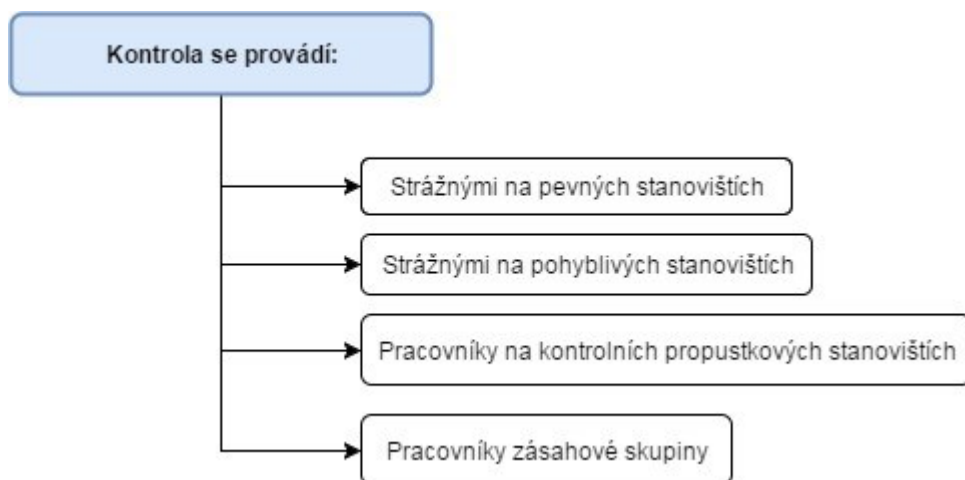 Kontrola se provádí:
Strážnými na pevných stanovištích
Strážnými na pohyblivých stanovištích
Pracovníky na kontrolních propustkových stanovištích
Pracovníky zásahové skupiny